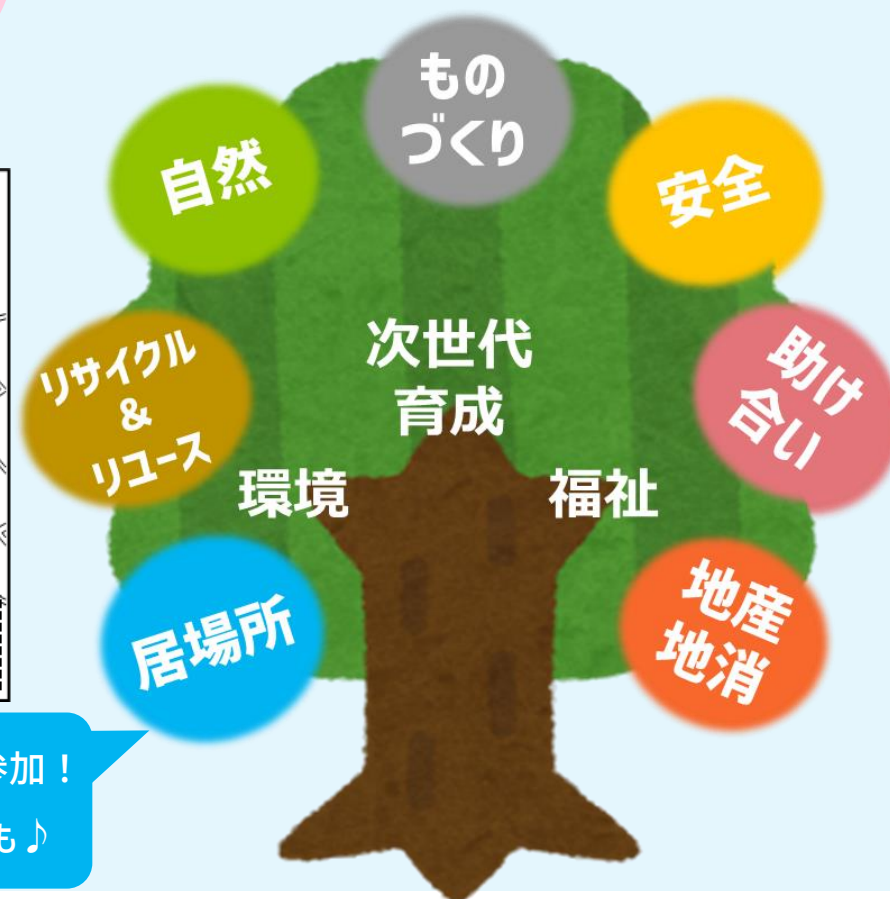 もの
づくり
自然
安全
次世代
育成
リサイクル
&
リユース
助け
合い
環境
福祉
居場所
地産
地消
参加！
も♪